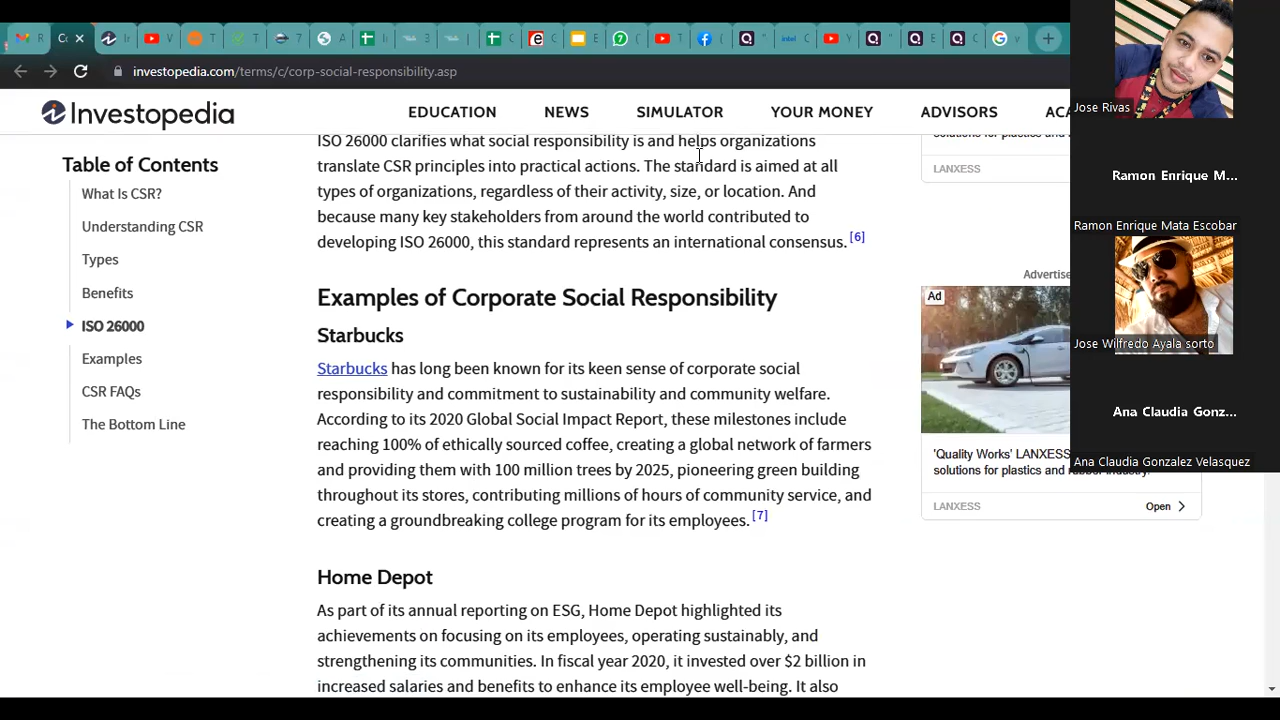 investopedia.com/terms/c/corp-social-responsibility.asp
Investopedia
EDUCATION
NEWS
SIMULATOR
YOUR MONEY
ADVISORS
Table of Contents
What Is CSR?
Understanding CSR
Types
Benefits
ISO 26000
Examples
CSR FAQs
The Bottom Line
ISO 26000 clarifies what social responsibility is and helps organizations
translate CSR principles into practical actions. The standard is aimed at all
types of organizations, regardless of their activity, size, or location. And
because many key stakeholders from around the world contributed to
developing ISO 26000, this standard represents an international consensus. [6]
Examples of Corporate Social Responsibility
Starbucks
Starbucks has long been known for its keen sense of corporate social
responsibility and commitment to sustainability and community welfare.
According to its 2020 Global Social Impact Report, these milestones include
reaching 100% of ethically sourced coffee, creating a global network of farmers
and providing them with 100 million trees by 2025, pioneering green building
throughout its stores, contributing millions of hours of community service, and
creating a groundbreaking college program for its employees. [7]
Home Depot
As part of its annual reporting on ESG, Home Depot highlighted its
achievements on focusing on its employees, operating sustainably, and
strengthening its communities. In fiscal year 2020, it invested over $2 billion in
increased salaries and benefits to enhance its employee well-being. It also
LANXESS
Advertise
Ad
'Quality Works' LANXESS
solutions for plastics and rubber industry.
LANXESS
Open
Jose Rivas
Ramon Enrique M...
Ramon Enrique Mata Escobar
Jose Wilfredo Ayala sorto
Ana Claudia Gonz...
Ana Claudia Gonzalez Velasquez